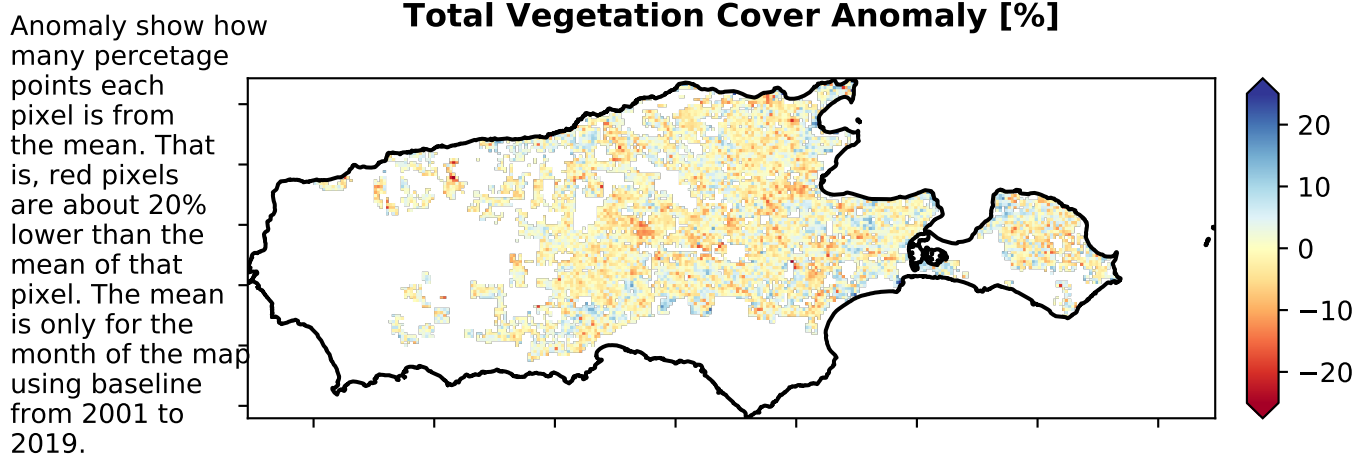 Total Vegetation Cover Anomaly [%]
Anomaly show how
many percetage
points each
pixel is from
the mean. That
is, red pixels
are about 20%
lower than the
mean of that
pixel. The mean
is only for the
month of the map
using baseline
from 2001 to
2019.
20
10
0
−10
−20